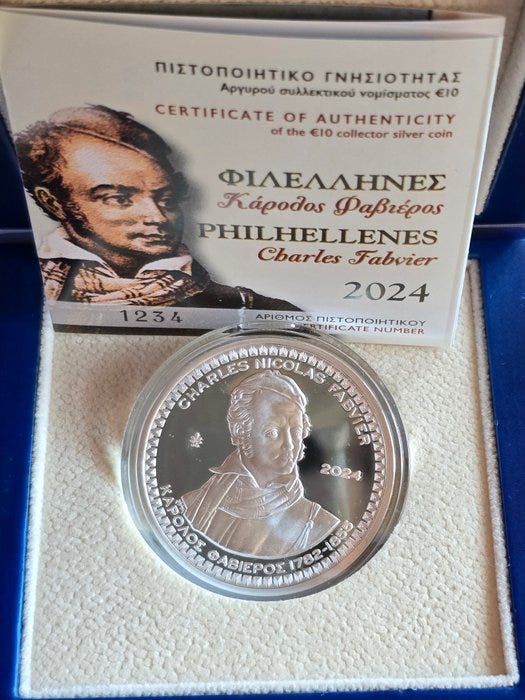 ΠΙΣΤΟΠΟΙΗΤΙΚΟ ΓΝΗΣΙΟΤΗΤΑΣ
Αργυρού συλλεκτικού νομίσματος €10
CERTIFICATE OF AUTHENTICITY
of the €10 collector silver coin
ΦΙΛΕΛΛΗΝΕΣ
Κάρολος Φαβιέρος
PHILHELLENES
Charles Fabvier
2024
1234
ΑΡΙΘΜΟΣ ΠΙΣΤΟΠΟΙΗΤΙΚΟΥ
CERTIFICATE NUMBER
CHARLES NICOLAS FABVIER
2024
ΚΑΡΟΛΟΣ ΦΑΒΙΕΡΟΣ 1782-1855